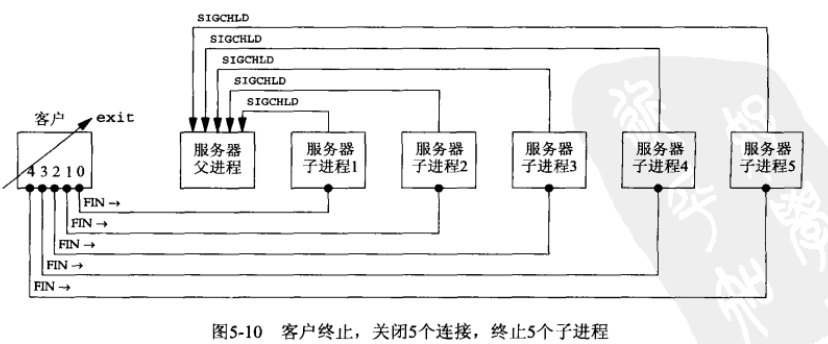 SIGCHLD
SIGCHLD
SIGCHLD
SIGCHLD
SIGCHLD
客户
exit
4 3 2 1 0
服务器
父进程
服务器
子进程1
服务器
子进程2
服务器
子进程3
服务器
子进程4
服务器
子进程5
FIN →
FIN →
FIN →
FIN →
FIN →
图5-10 客户终止，关闭5个连接，终止5个子进程